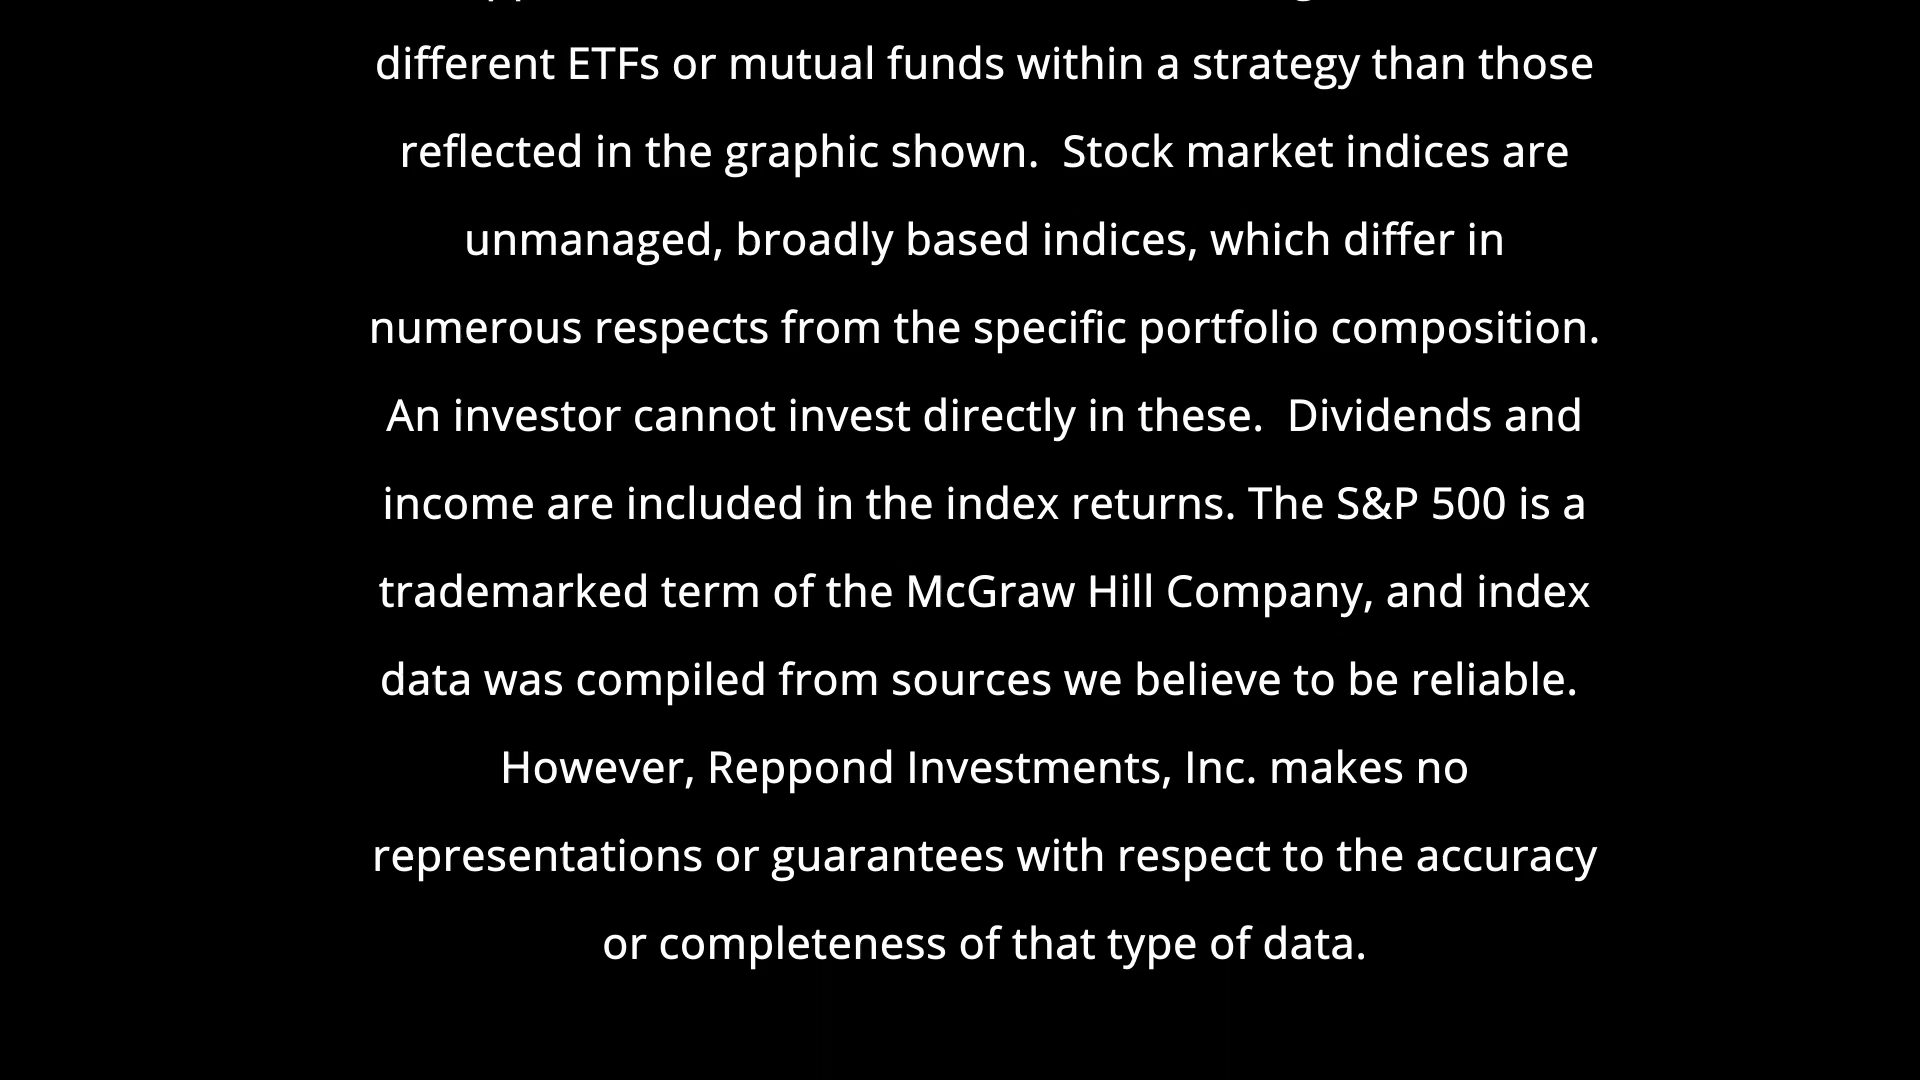 different ETFs or mutual funds within a strategy than those
reflected in the graphic shown.  Stock market indices are
unmanaged, broadly based indices, which differ in
numerous respects from the specific portfolio composition.
An investor cannot invest directly in these.  Dividends and
income are included in the index returns. The S&P 500 is a
trademarked term of the McGraw Hill Company, and index
data was compiled from sources we believe to be reliable.
However, Reppond Investments, Inc. makes no
representations or guarantees with respect to the accuracy
or completeness of that type of data.